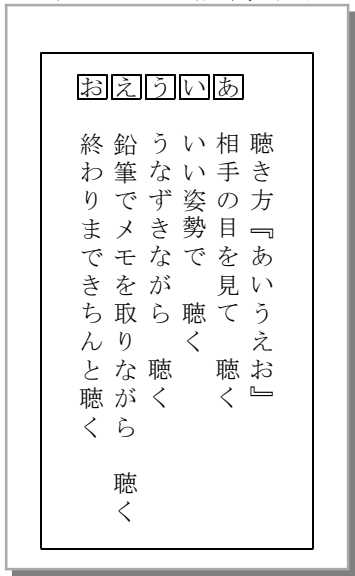 聴き方『あいうえお』
あ 相手の目を見て 聴く
い いい姿勢で 聴く
う うなずきながら 聴く
え 鉛筆でメモを取りながら 聴く
お 終わりまできちんと聴く